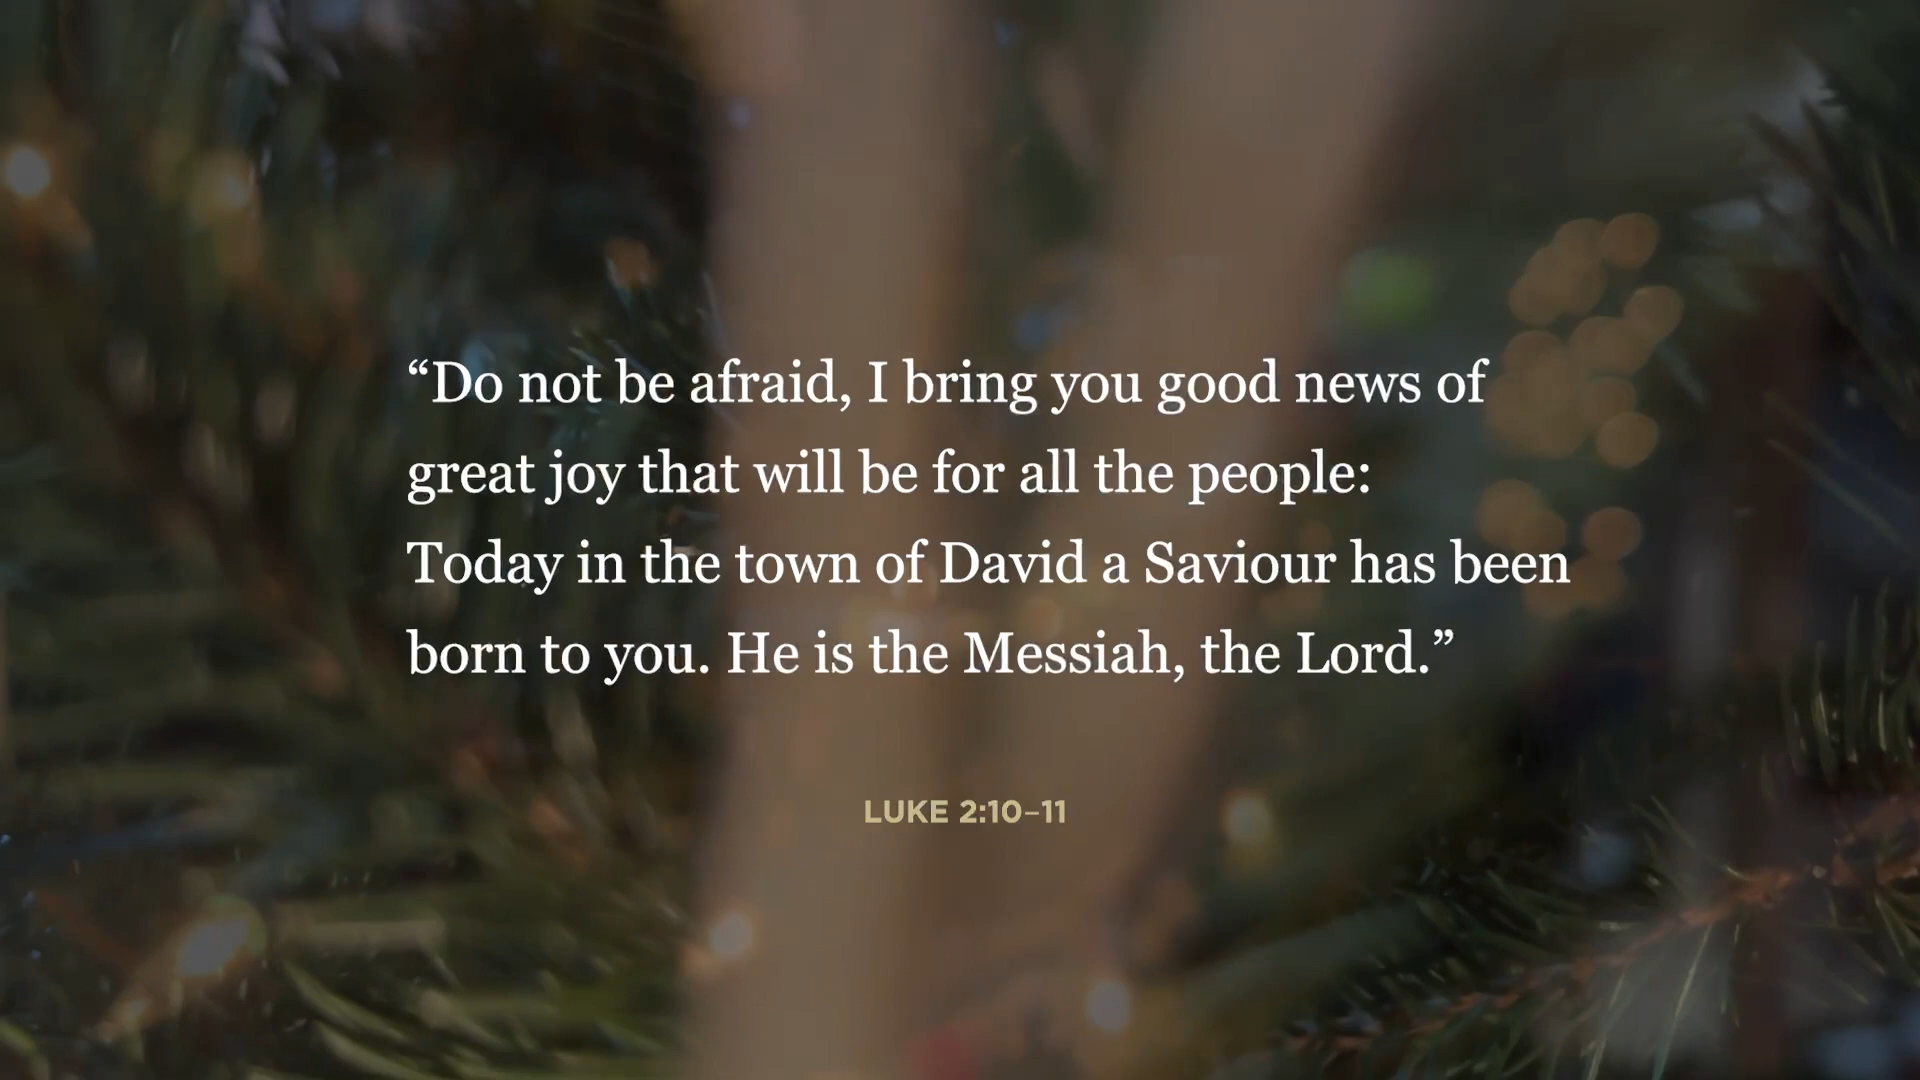 “Do not be afraid, I bring you good news of
great joy that will be for all the people:
Today in the town of David a Saviour has been
born to you. He is the Messiah, the Lord.”
LUKE 2:10–11